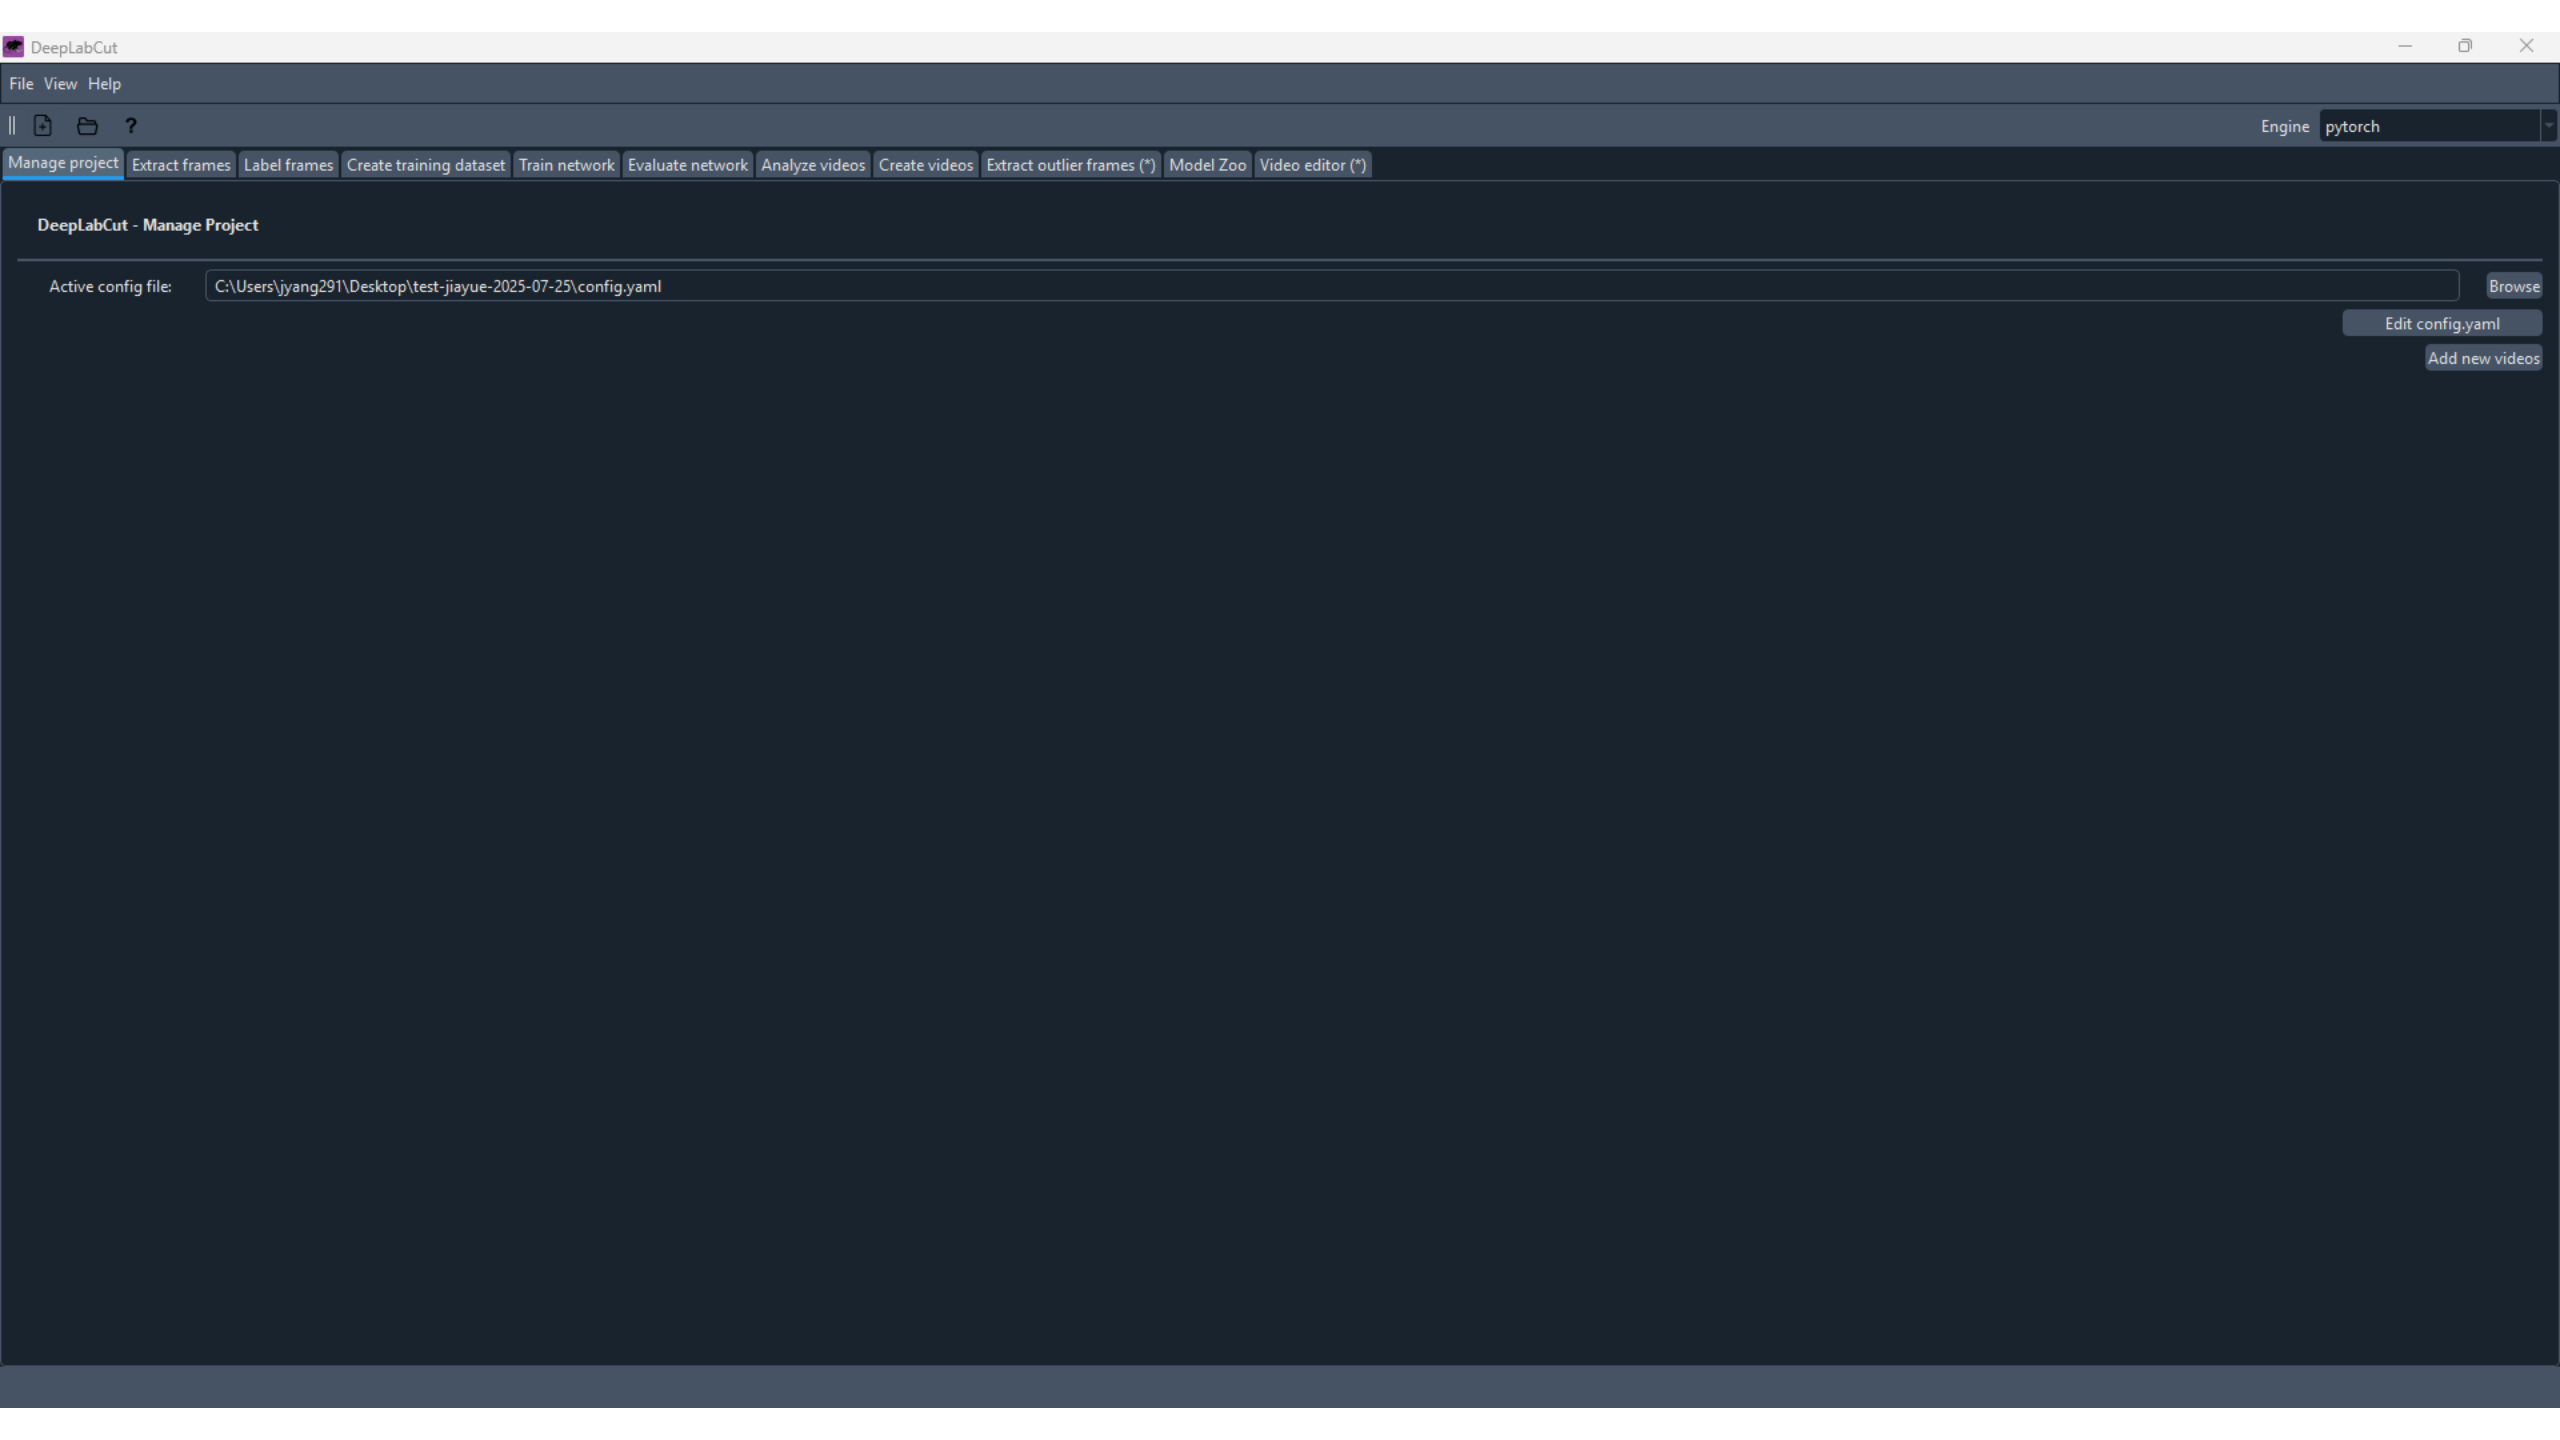 DeepLabCut
File View Help
? Engine pytorch
Manage project Extract frames Label frames Create training dataset Train network Evaluate network Analyze videos Create videos Extract outlier frames (*) Model Zoo Video editor (*)
DeepLabCut - Manage Project
Active config file: C:\Users\jyang291\Desktop\test-jiayue-2025-07-25\config.yaml Browse
Edit config.yaml
Add new videos